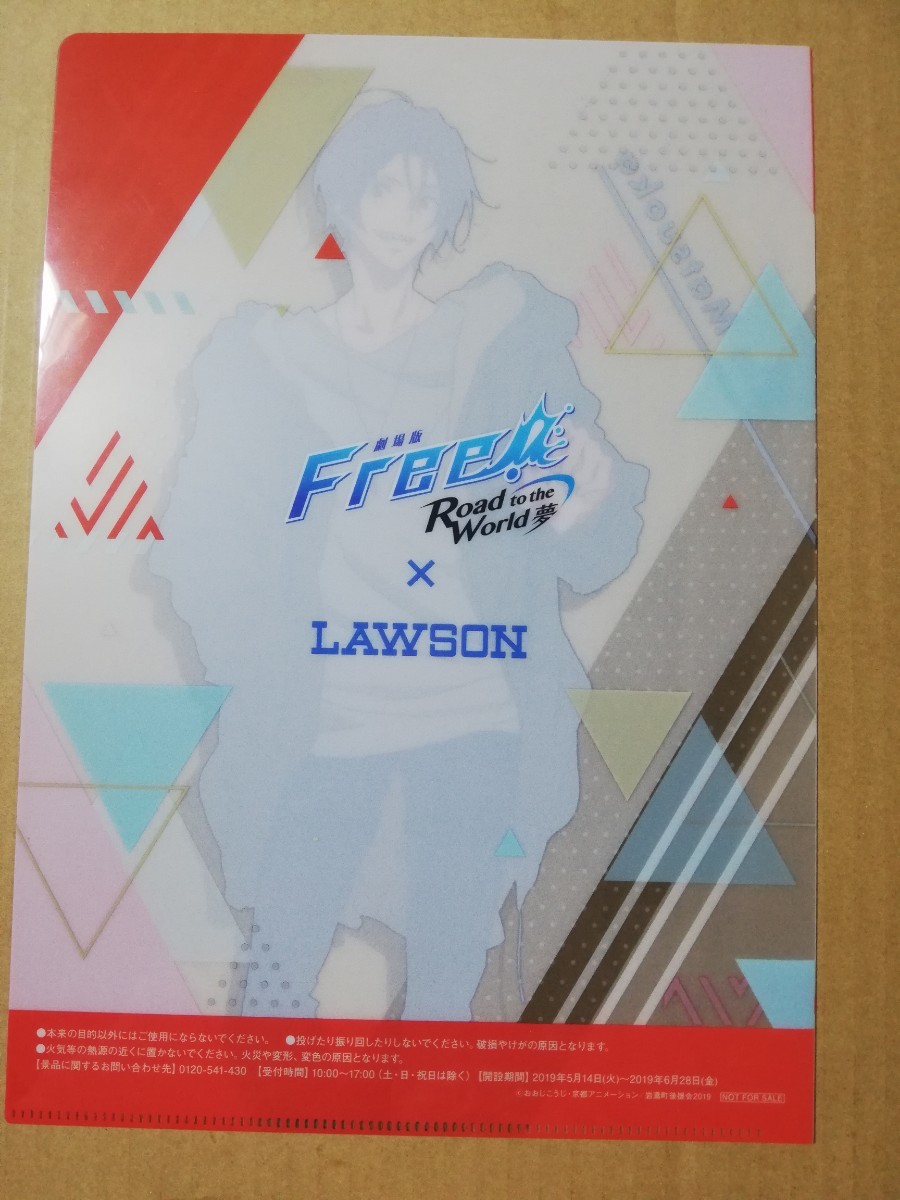 Matsuoka
劇場版
Free!
Road to the
World 夢
×
LAWSON
●本来の目的以外にはご使用にならないでください。 ●投げたり振り回したりしないでください。破損やけがの原因となります。
●火気等の熱源の近くに置かないでください。火災や変形、変色の原因となります。
【景品に関するお問い合わせ先】0120-541-430 【受付時間】10:00〜17:00（土・日・祝日は除く）【開設期間】2019年5月14日(火)〜2019年6月28日(金)
©おおじこうじ・京都アニメーション／岩鳶町後援会2019 NOT FOR SALE